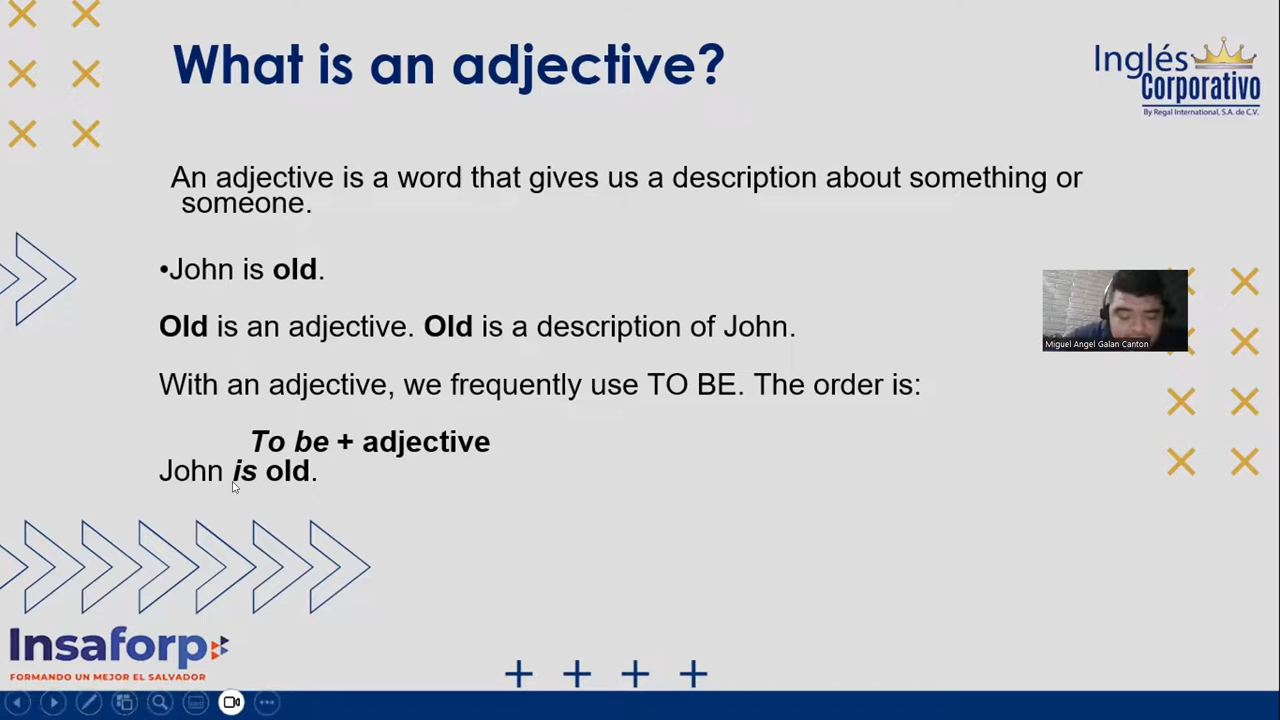 What is an adjective?
Inglés
Corporativo
By Regal International, S.A. de C.V.
An adjective is a word that gives us a description about something or
someone.
•John is old.
Old is an adjective. Old is a description of John.
With an adjective, we frequently use TO BE. The order is:
To be + adjective
John is old.
Miguel Angel Galan Canton
Insaforp
FORMANDO UN MEJOR EL SALVADOR